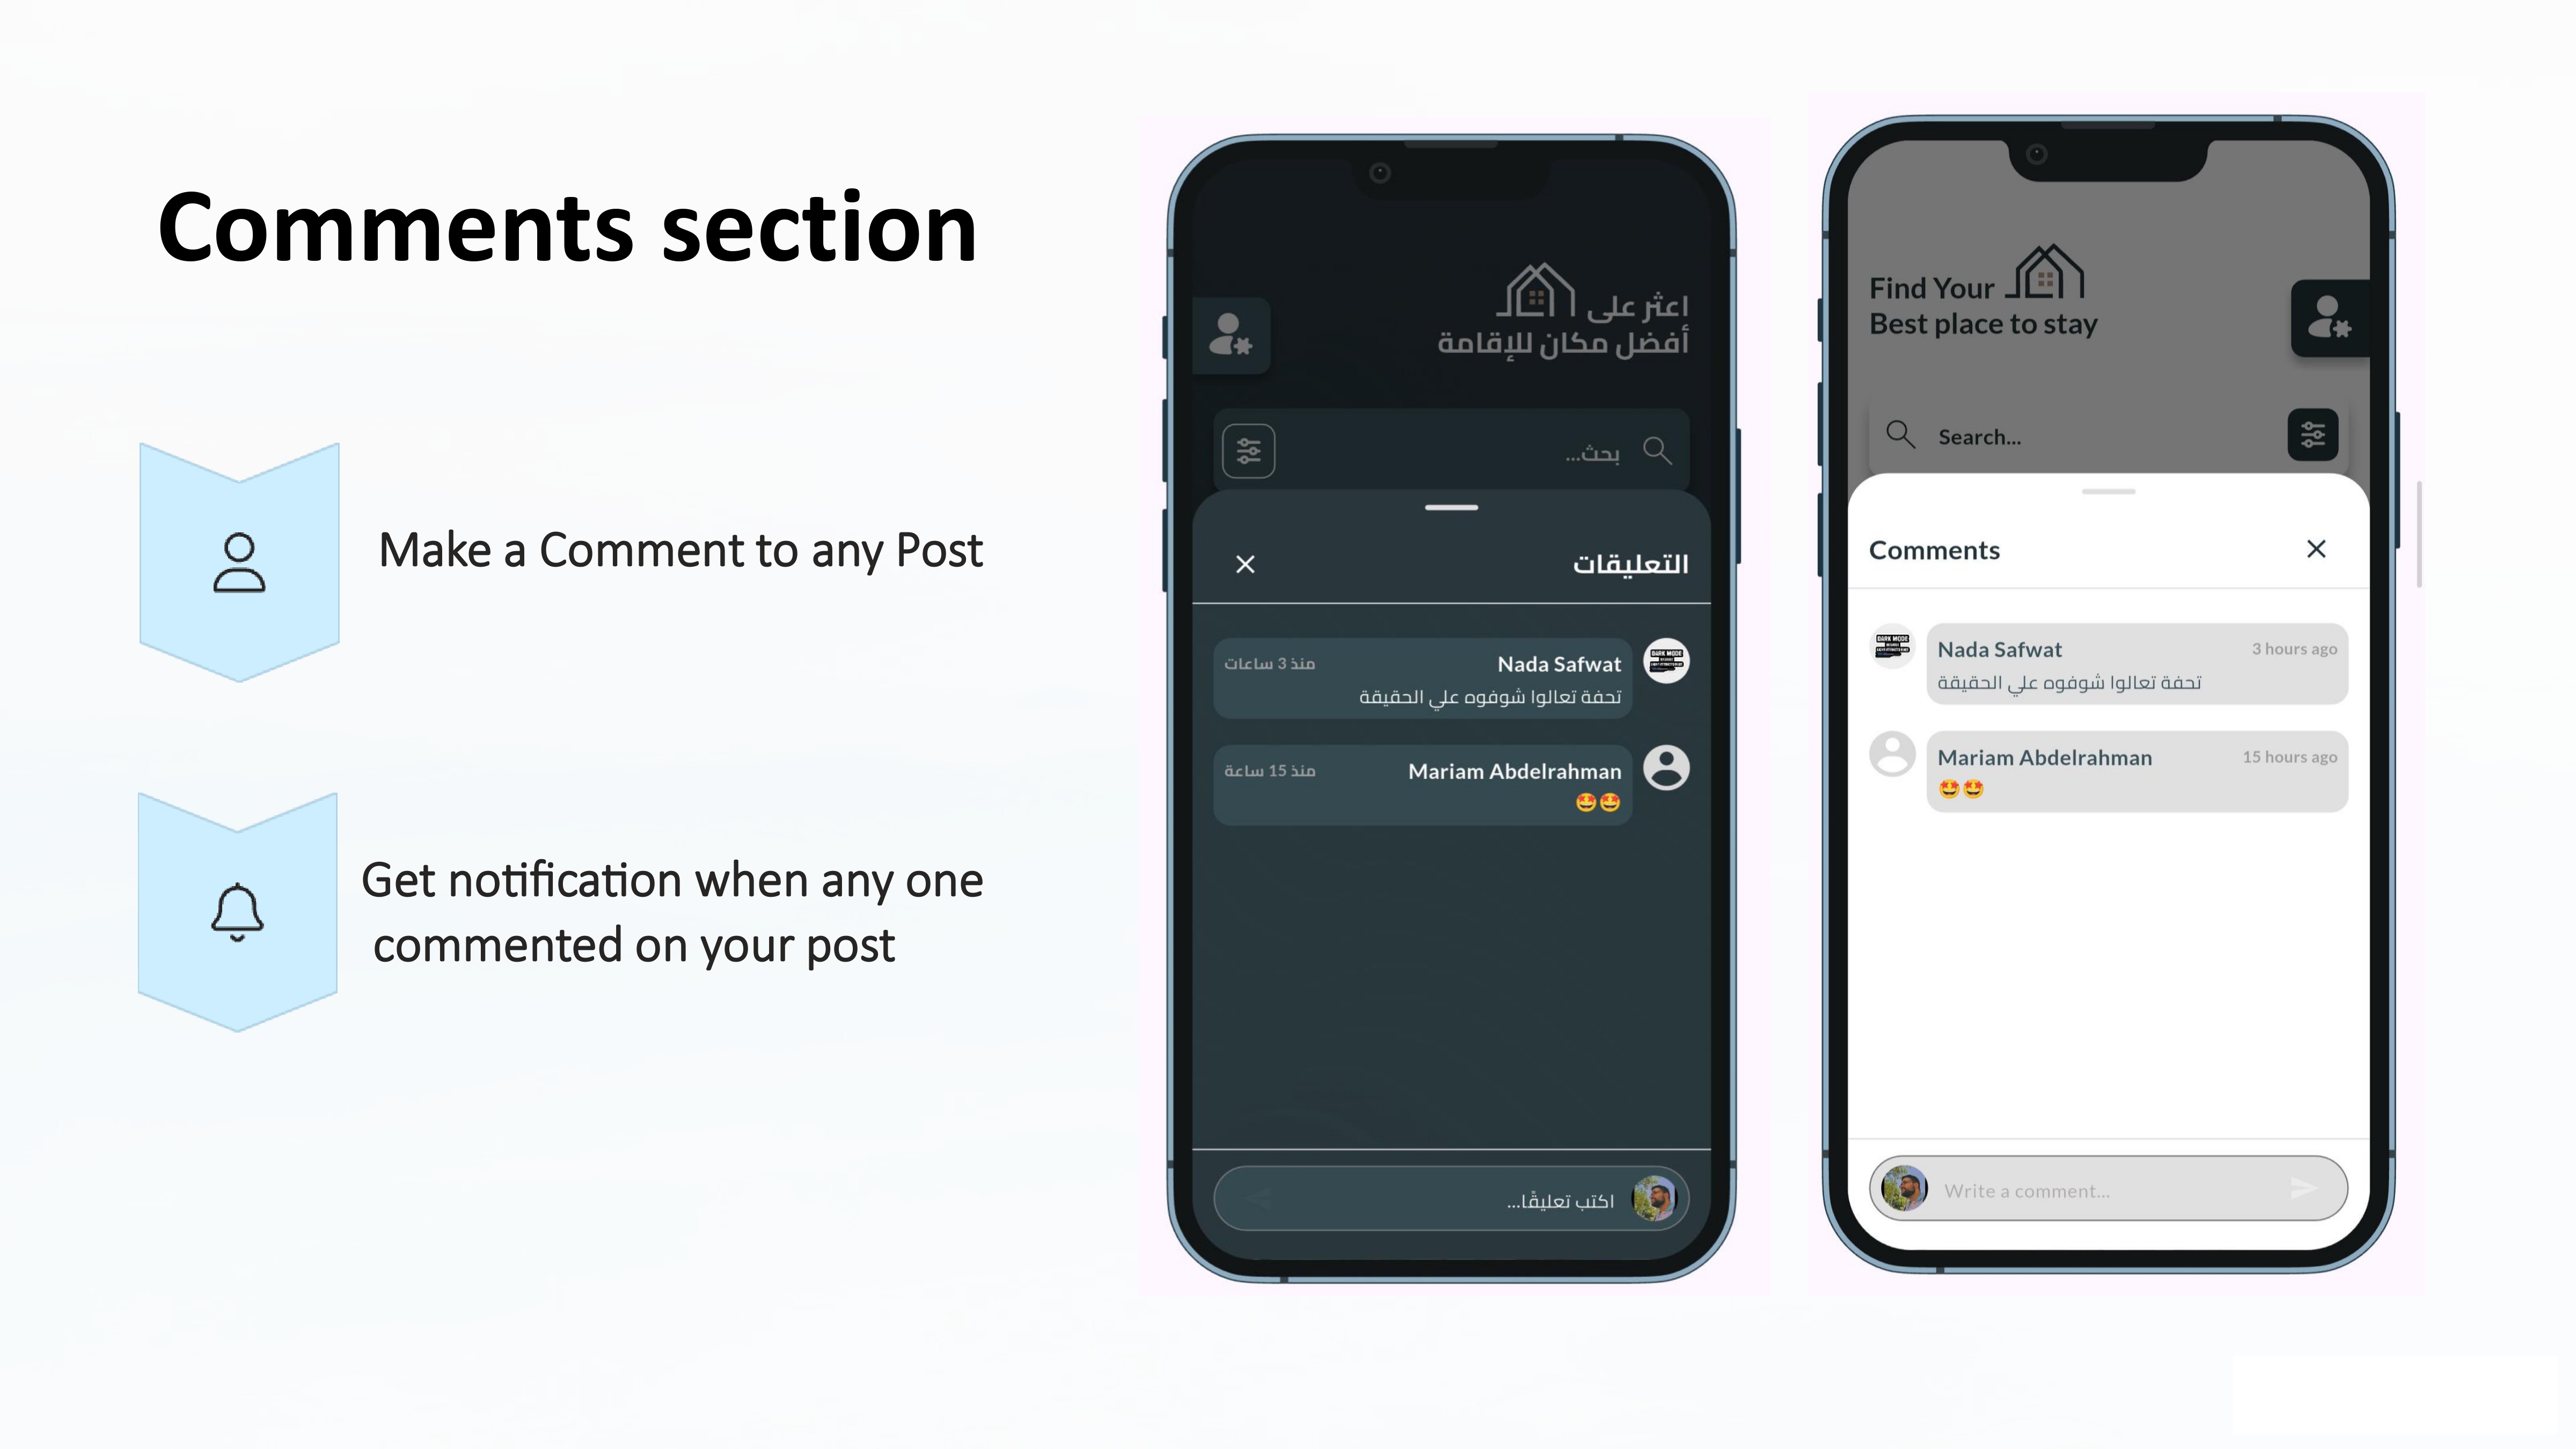 Comments section
Make a Comment to any Post
Get notification when any one
commented on your post
اعثر على
أفضل مكان للإقامة
بحث...
التعليقات
Nada Safwat
منذ 3 ساعات
تحفة تعالوا شوفوه علي الحقيقة
Mariam Abdelrahman
منذ 15 ساعة
🤩🤩
اكتب تعليقًا...
Find Your
Best place to stay
Search...
Comments
Nada Safwat
3 hours ago
تحفة تعالوا شوفوه علي الحقيقة
Mariam Abdelrahman
15 hours ago
🤩🤩
Write a comment...